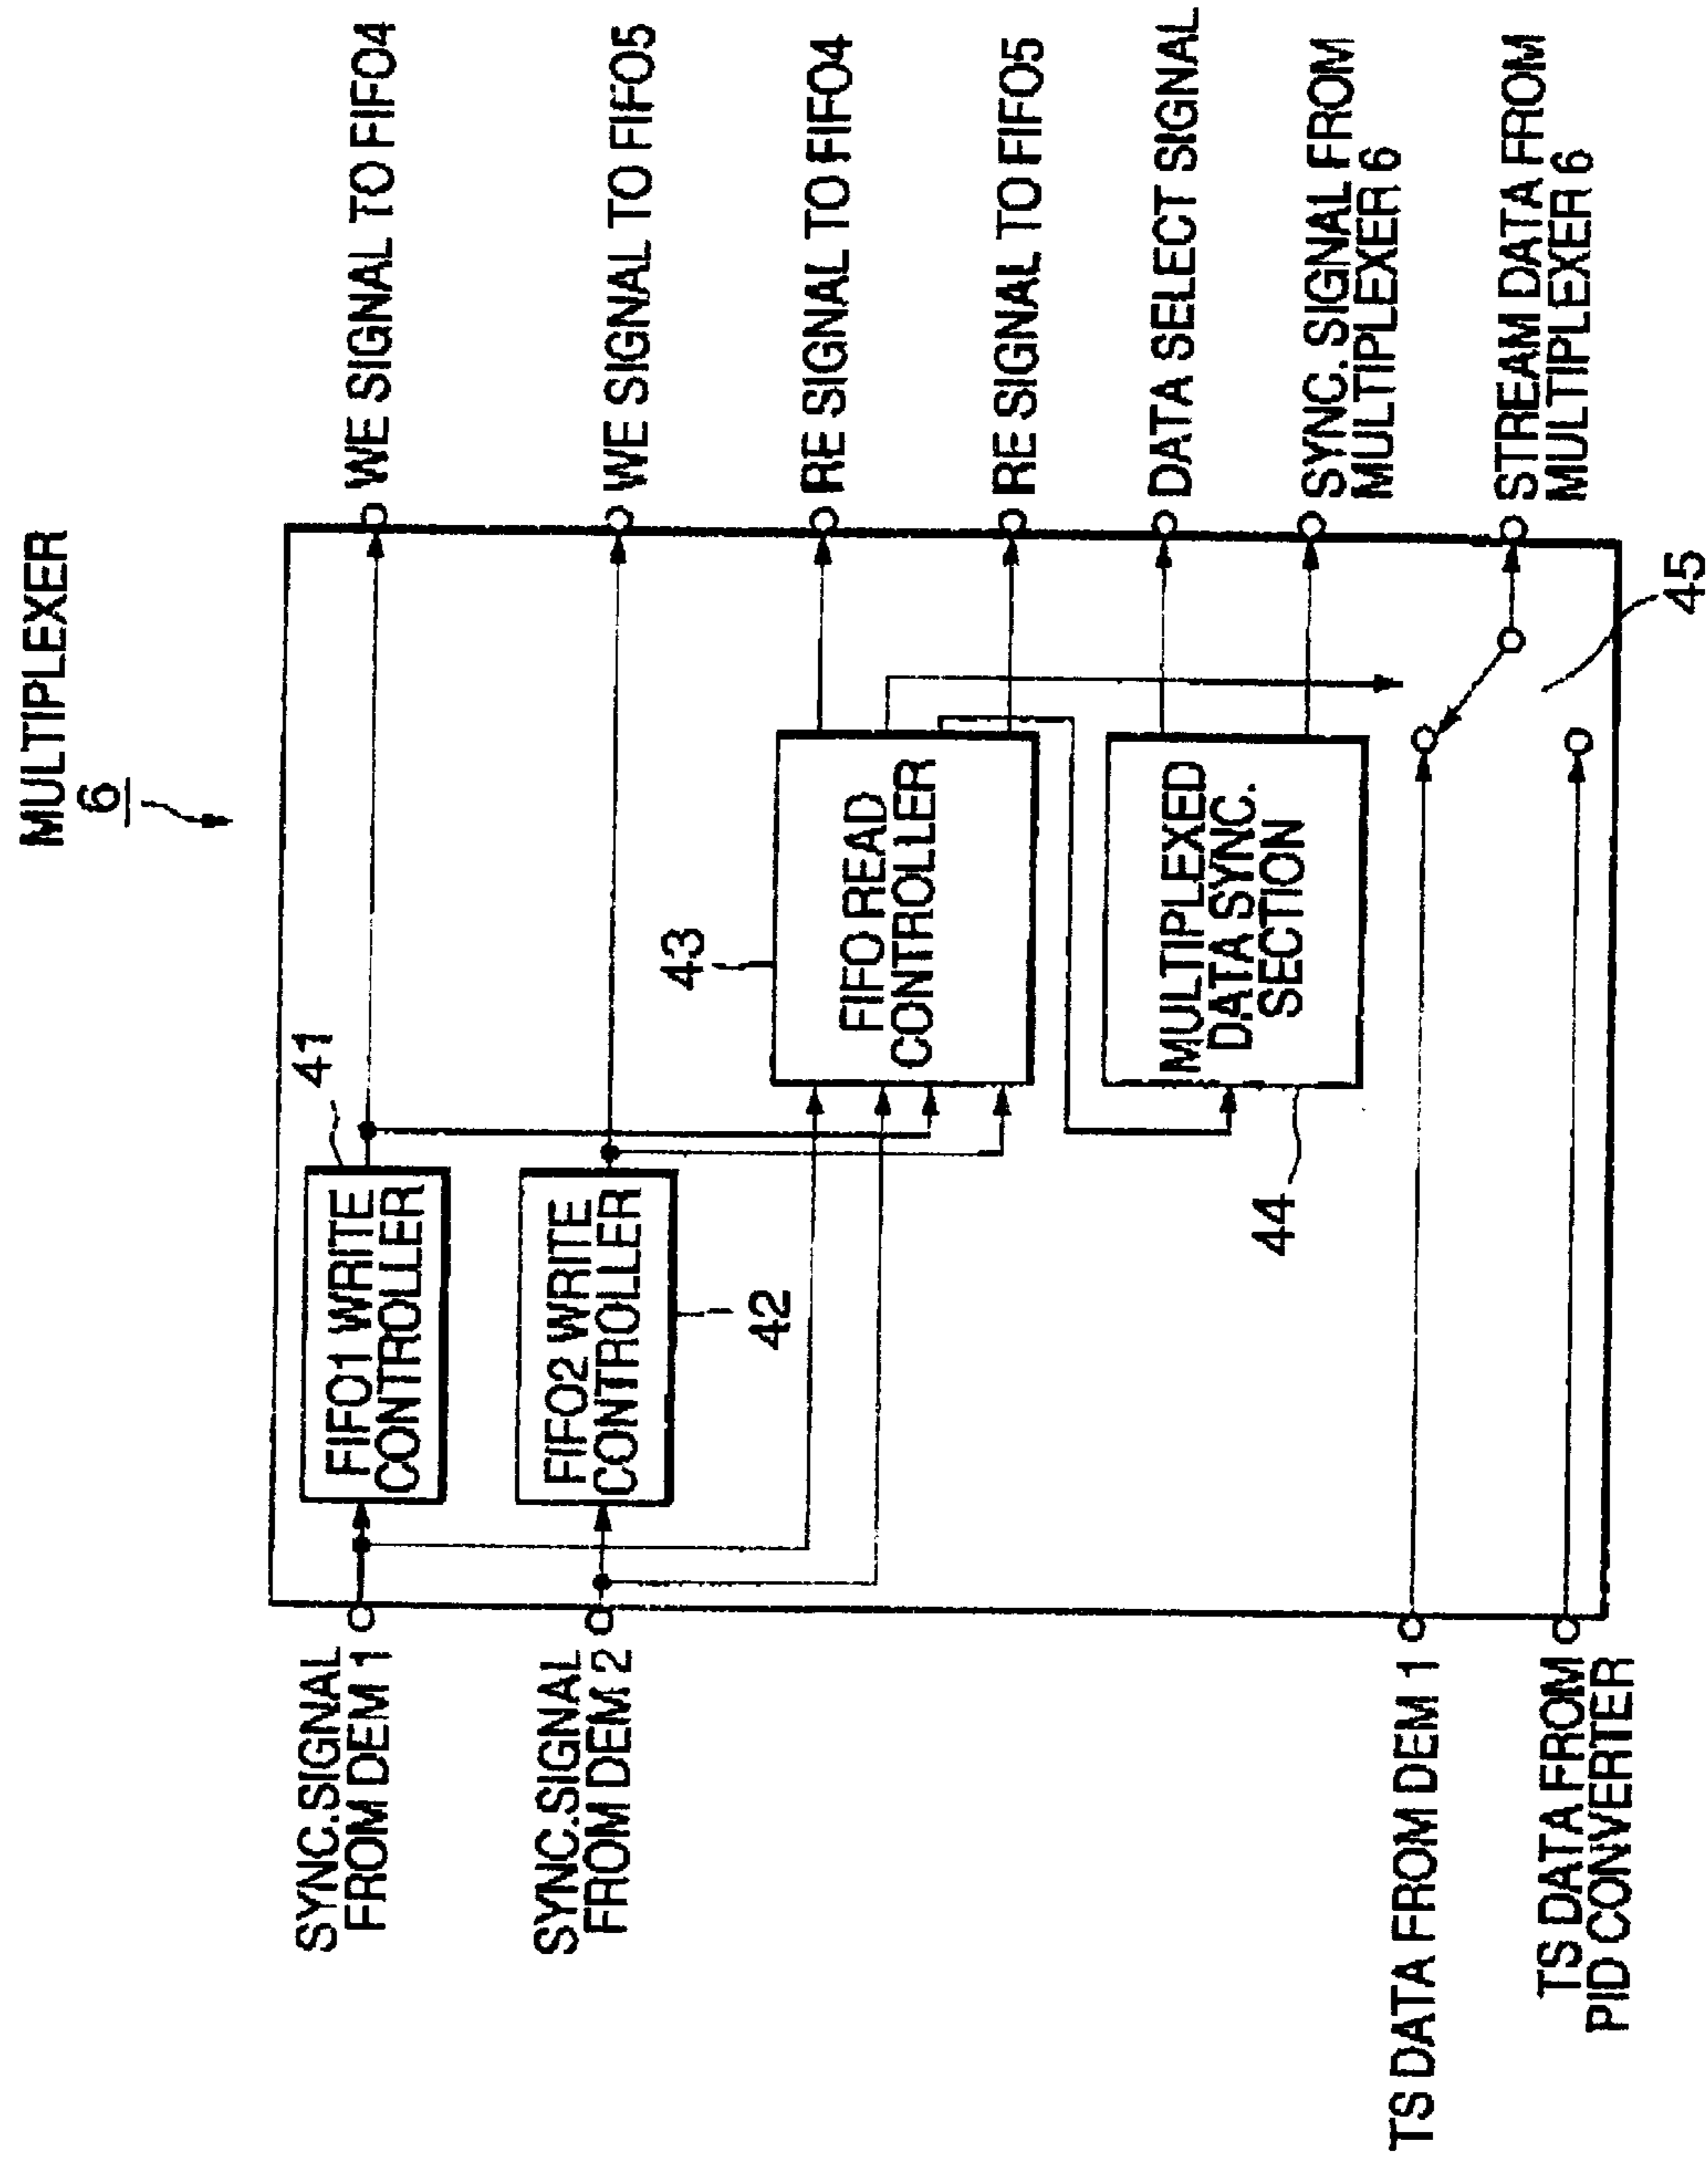 MULTIPLEXER
6
SYNC.SIGNAL
FROM DEM 1
FIFO1 WRITE
CONTROLLER
41
WE SIGNAL TO FIFO4
SYNC.SIGNAL
FROM DEM 2
FIFO2 WRITE
CONTROLLER
42
WE SIGNAL TO FIFO5
43
FIFO READ
CONTROLLER
RE SIGNAL TO FIFO4
RE SIGNAL TO FIFO5
44
MULTIPLEXED
DATA SYNC.
SECTION
DATA SELECT SIGNAL
SYNC. SIGNAL FROM
MULTIPLEXER 6
TS DATA FROM DEM 1
STREAM DATA FROM
MULTIPLEXER 6
TS DATA FROM
PID CONVERTER
45